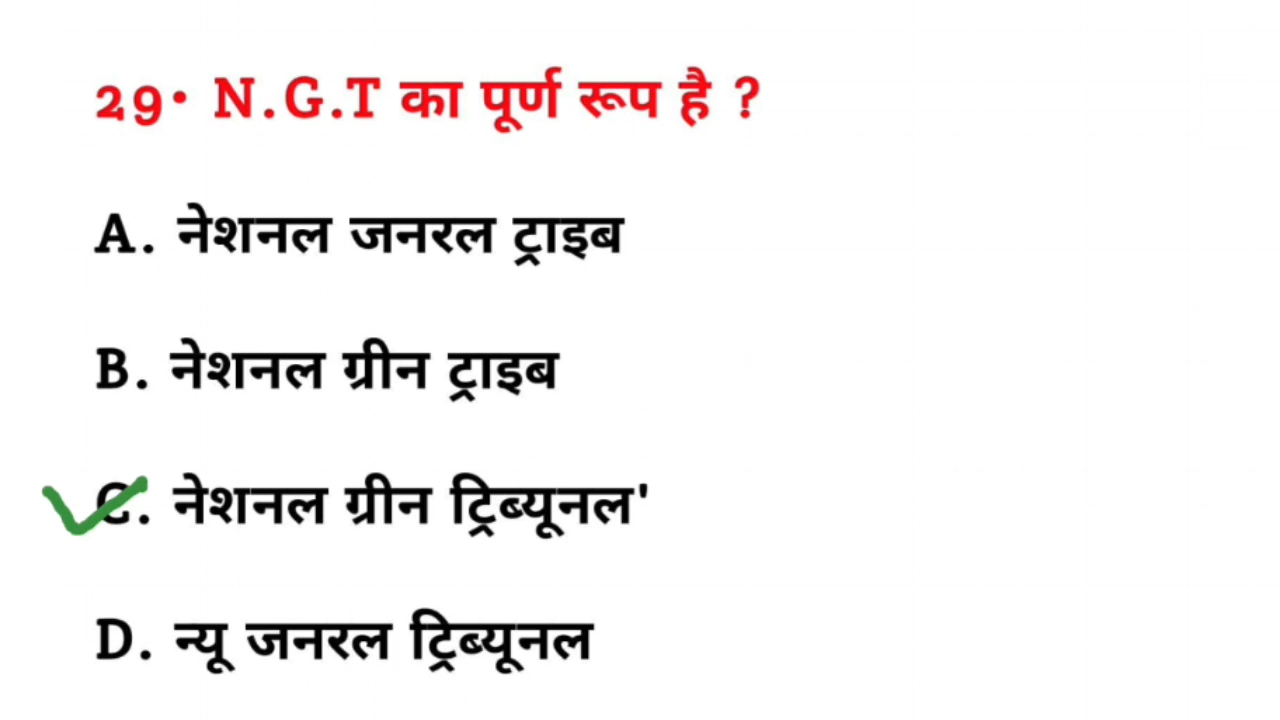 29• N.G.T का पूर्ण रूप है ?
A. नेशनल जनरल ट्राइब
B. नेशनल ग्रीन ट्राइब
C. नेशनल ग्रीन ट्रिब्यूनल'
D. न्यू जनरल ट्रिब्यूनल